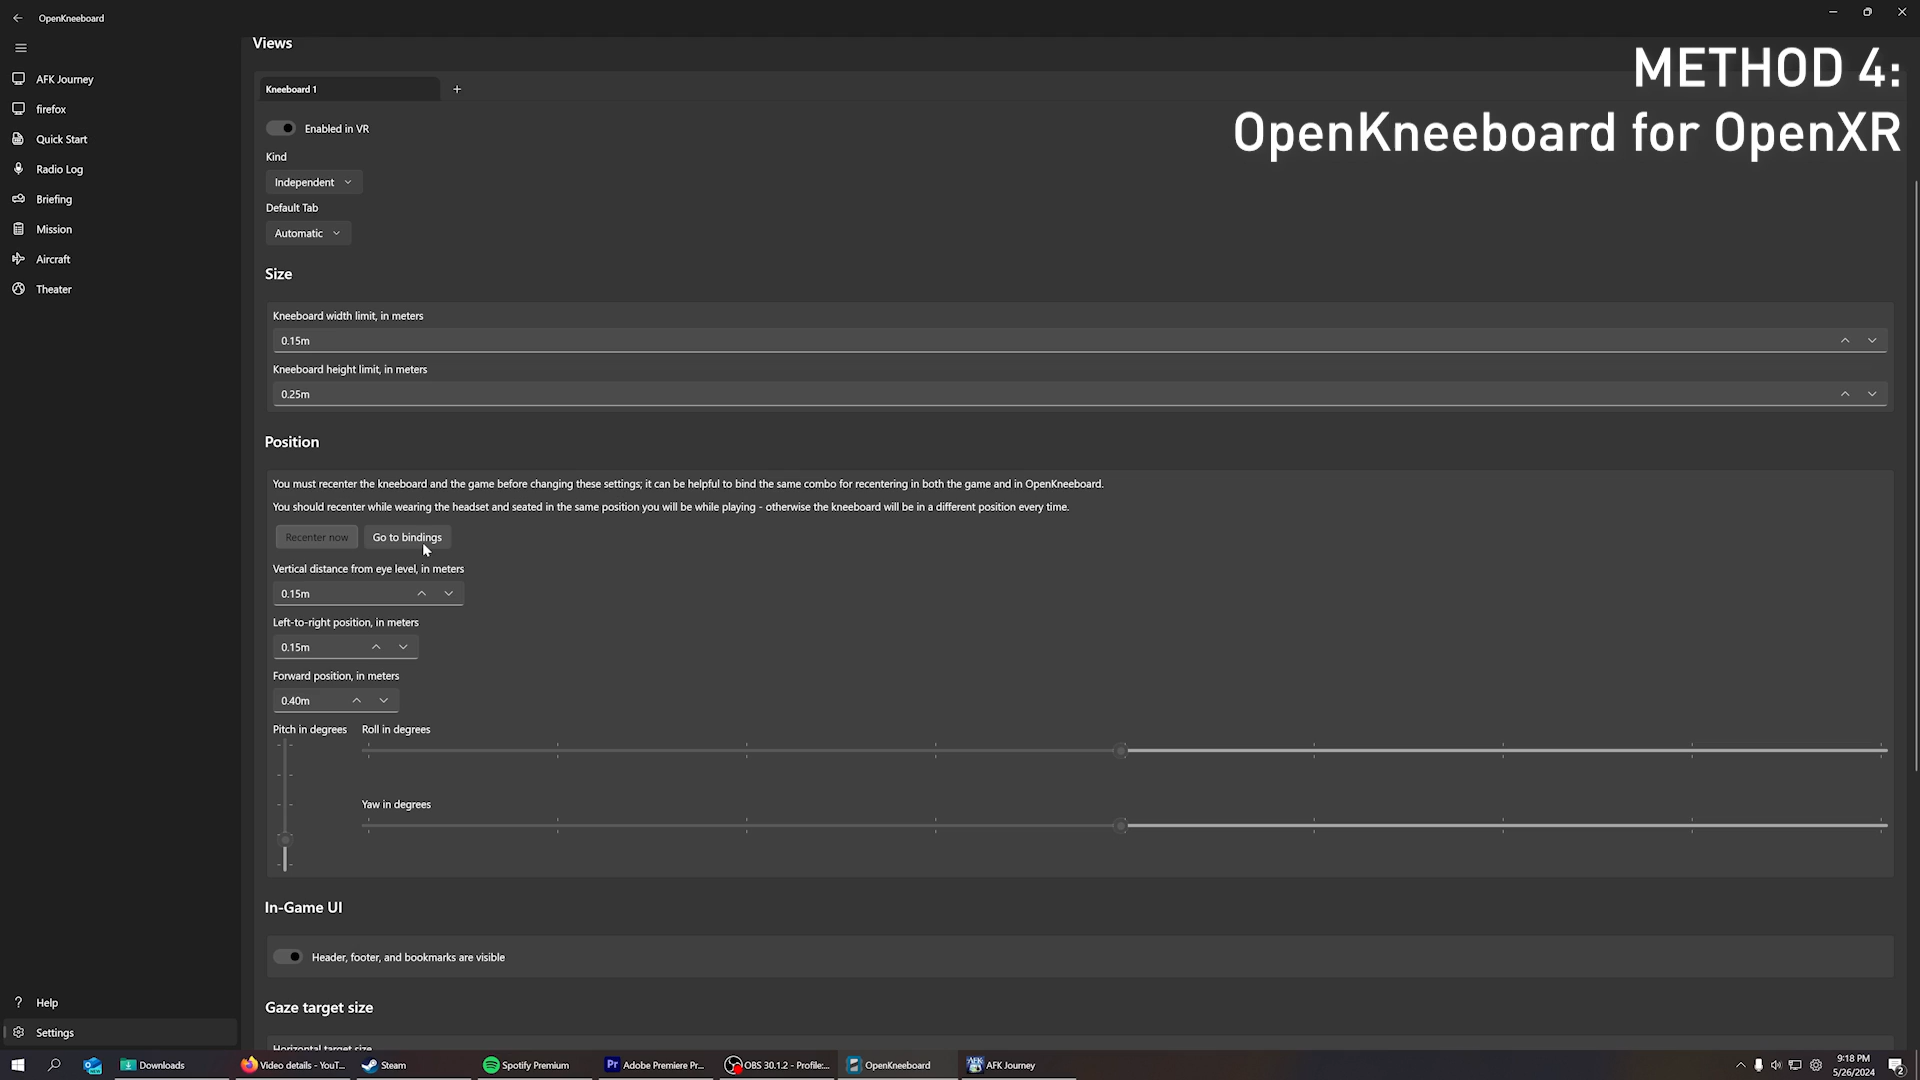 OpenKneeboard
METHOD 4:
OpenKneeboard for OpenXR
AFK Journey
firefox
Quick Start
Radio Log
Briefing
Mission
Aircraft
Theater
Help
Settings
Views
Kneeboard 1
Enabled in VR
Kind
Independent
Default Tab
Automatic
Size
Kneeboard width limit, in meters
0.15m
Kneeboard height limit, in meters
0.25m
Position
You must recenter the kneeboard and the game before changing these settings; it can be helpful to bind the same combo for recentering in both the game and in OpenKneeboard.
You should recenter while wearing the headset and seated in the same position you will be while playing - otherwise the kneeboard will be in a different position every time.
Recenter now Go to bindings
Vertical distance from eye level, in meters
0.15m
Left-to-right position, in meters
0.15m
Forward position, in meters
0.40m
Pitch in degrees Roll in degrees
Yaw in degrees
In-Game UI
Header, footer, and bookmarks are visible
Gaze target size
Horizontal target size
Downloads Video details - YouT... Steam Spotify Premium Adobe Premiere Pr... OBS 30.1.2 - Profile:... OpenKneeboard AFK Journey
9:18 PM
5/26/2024
2